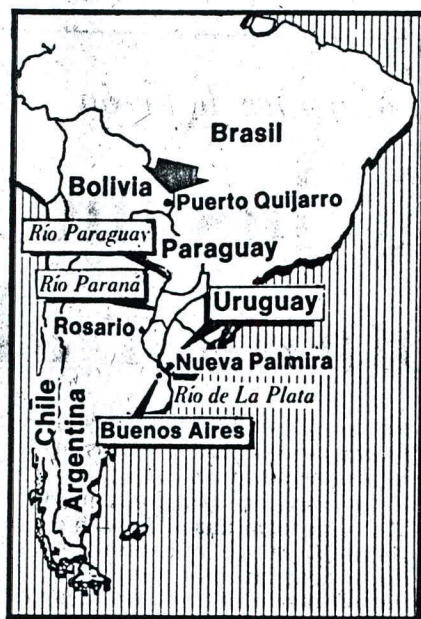 Brasil
Bolivia
Puerto Quijarro
Río Paraguay
Paraguay
Río Paraná
Uruguay
Rosario
Nueva Palmira
Río de La Plata
Buenos Aires
Chile
Argentina